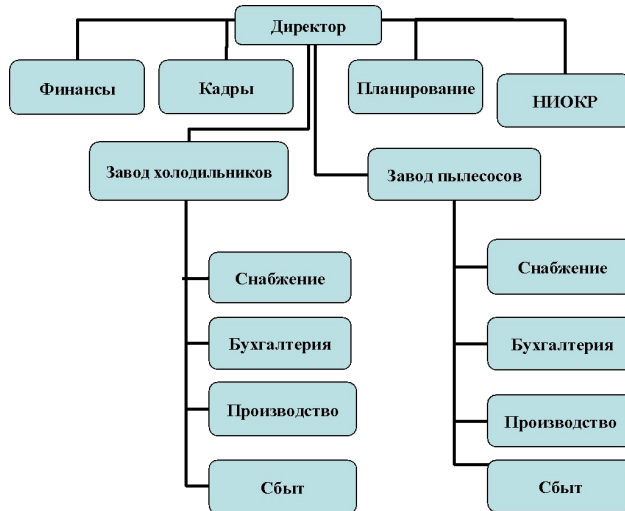 Директор
Финансы
Кадры
Планирование
НИОКР
Завод холодильников
Завод пылесосов
Снабжение
Бухгалтерия
Производство
Сбыт
Снабжение
Бухгалтерия
Производство
Сбыт